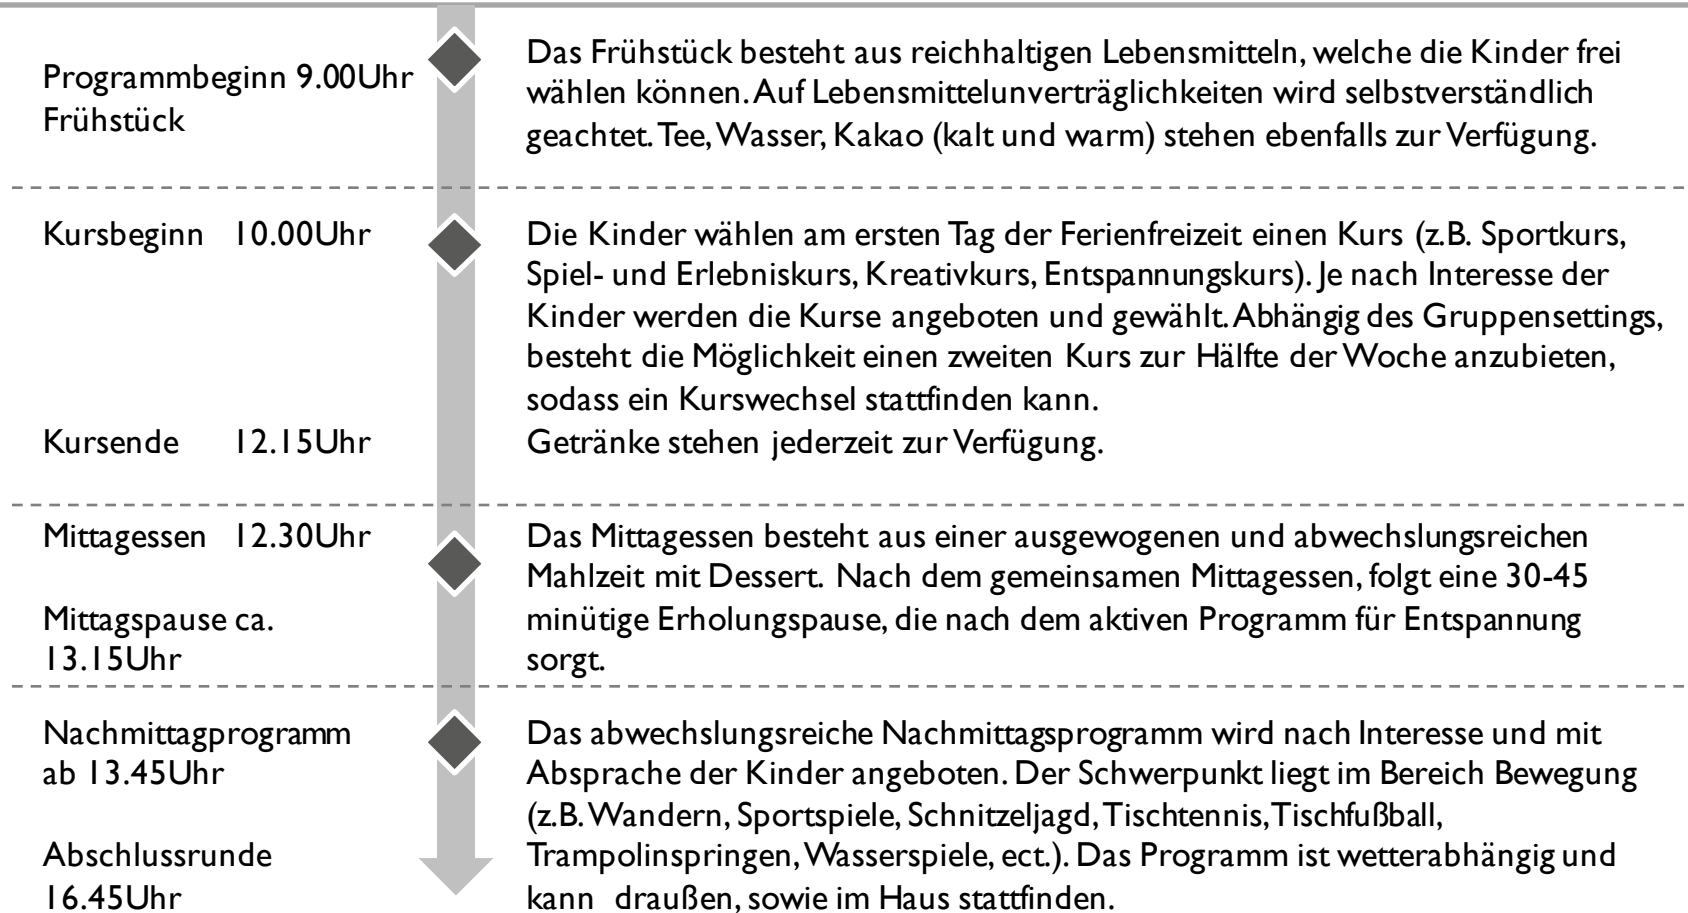 Programmbeginn 9.00Uhr
Frühstück
Das Frühstück besteht aus reichhaltigen Lebensmitteln, welche die Kinder frei
wählen können. Auf Lebensmittelunverträglichkeiten wird selbstverständlich
geachtet. Tee, Wasser, Kakao (kalt und warm) stehen ebenfalls zur Verfügung.
Kursbeginn 10.00Uhr
Die Kinder wählen am ersten Tag der Ferienfreizeit einen Kurs (z.B. Sportkurs,
Spiel- und Erlebniskurs, Kreativkurs, Entspannungskurs). Je nach Interesse der
Kinder werden die Kurse angeboten und gewählt. Abhängig des Gruppensettings,
besteht die Möglichkeit einen zweiten Kurs zur Hälfte der Woche anzubieten,
sodass ein Kurswechsel stattfinden kann.
Kursende 12.15Uhr
Getränke stehen jederzeit zur Verfügung.
Mittagessen 12.30Uhr
Mittagspause ca.
13.15Uhr
Das Mittagessen besteht aus einer ausgewogenen und abwechslungsreichen
Mahlzeit mit Dessert. Nach dem gemeinsamen Mittagessen, folgt eine 30-45
minütige Erholungspause, die nach dem aktiven Programm für Entspannung
sorgt.
Nachmittagprogramm
ab 13.45Uhr
Abschlussrunde
16.45Uhr
Das abwechslungsreiche Nachmittagsprogramm wird nach Interesse und mit
Absprache der Kinder angeboten. Der Schwerpunkt liegt im Bereich Bewegung
(z.B. Wandern, Sportspiele, Schnitzeljagd, Tischtennis, Tischfußball,
Trampolinspringen, Wasserspiele, ect.). Das Programm ist wetterabhängig und
kann draußen, sowie im Haus stattfinden.